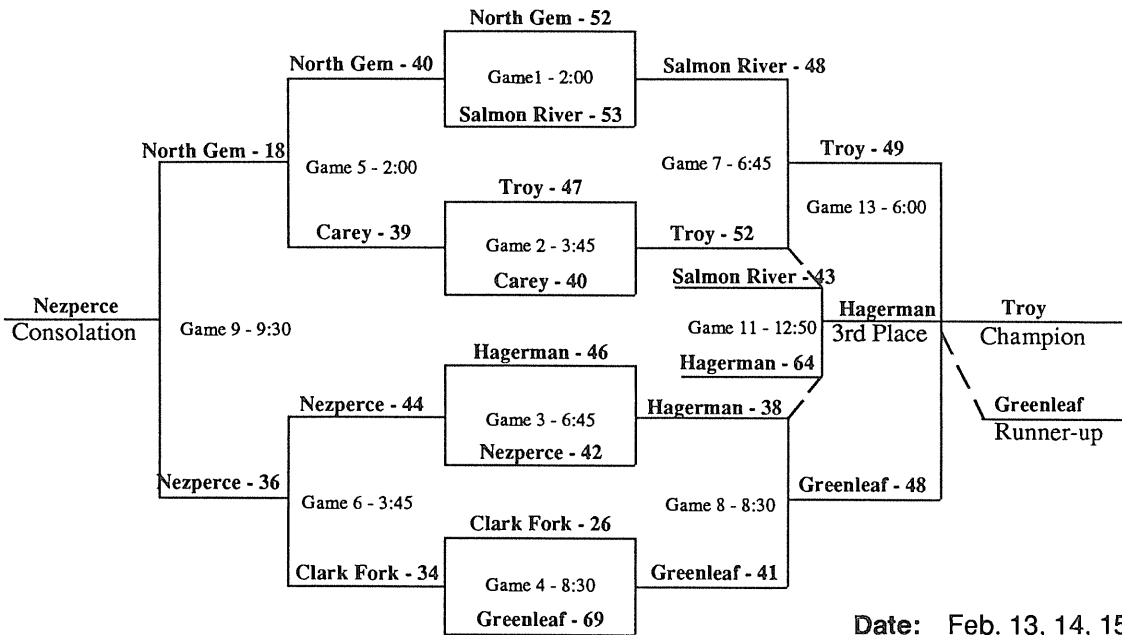 North Gem - 52
North Gem - 40
Game1 - 2:00
Salmon River - 48
Salmon River - 53
North Gem - 18
Game 5 - 2:00
Game 7 - 6:45
Troy - 49
Troy - 47
Game 13 - 6:00
Carey - 39
Game 2 - 3:45
Troy - 52
Carey - 40
Salmon River - 43
Nezperce
Consolation
Game 9 - 9:30
Game 11 - 12:50
Hagerman
3rd Place
Troy
Champion
Hagerman - 46
Hagerman - 64
Nezperce - 44
Game 3 - 6:45
Hagerman - 38
Greenleaf
Runner-up
Nezperce - 42
Nezperce - 36
Game 6 - 3:45
Game 8 - 8:30
Greenleaf - 48
Clark Fork - 26
Clark Fork - 34
Game 4 - 8:30
Greenleaf - 41
Greenleaf - 69
Date: Feb. 13, 14, 15